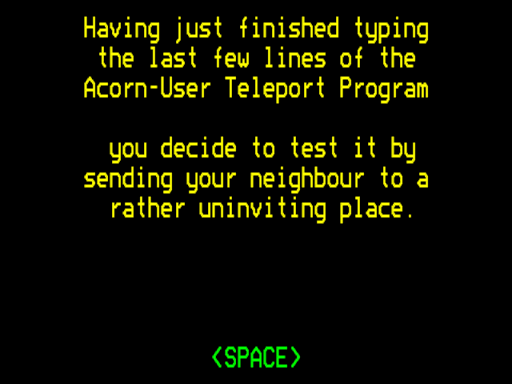 Having just finished typing
the last few lines of the
Acorn-User Teleport Program
you decide to test it by
sending your neighbour to a
rather uninviting place.
<SPACE>